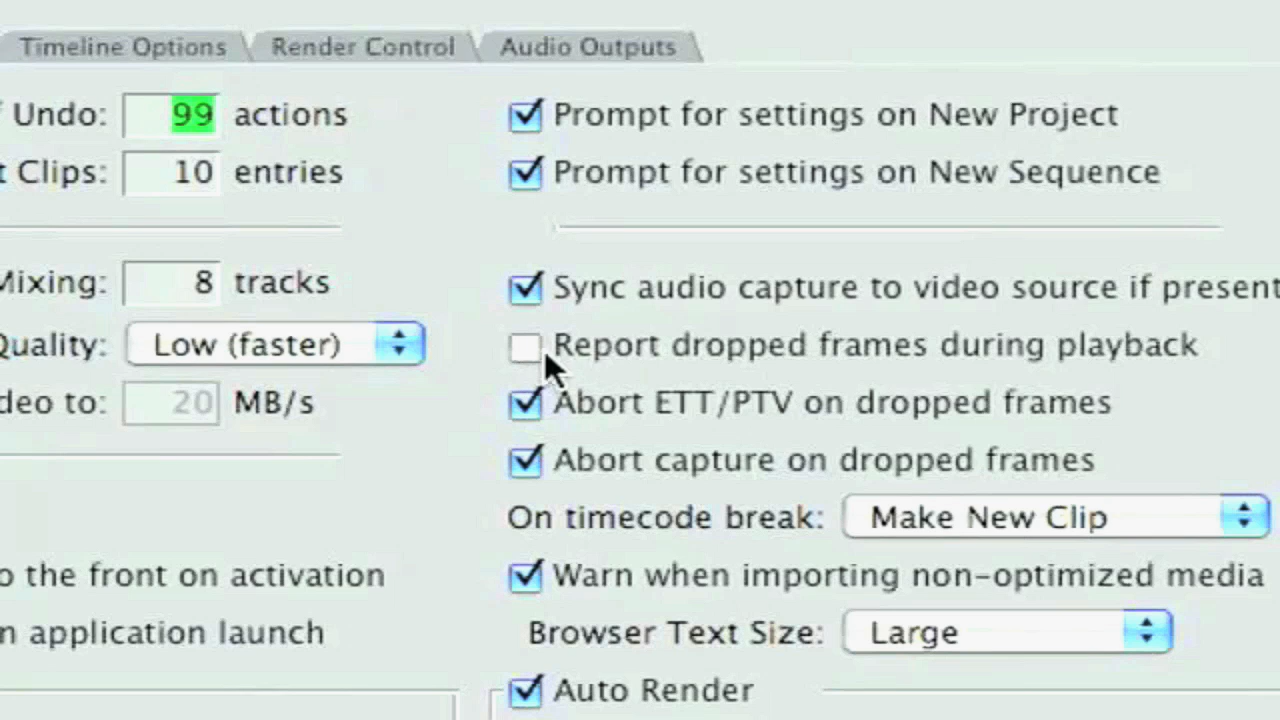 Timeline Options Render Control Audio Outputs
Undo: 99 actions
Clips: 10 entries
Mixing: 8 tracks
Quality: Low (faster)
deo to: 20 MB/s
o the front on activation
n application launch
Prompt for settings on New Project
Prompt for settings on New Sequence
Sync audio capture to video source if present
Report dropped frames during playback
Abort ETT/PTV on dropped frames
Abort capture on dropped frames
On timecode break: Make New Clip
Warn when importing non-optimized media
Browser Text Size: Large
Auto Render